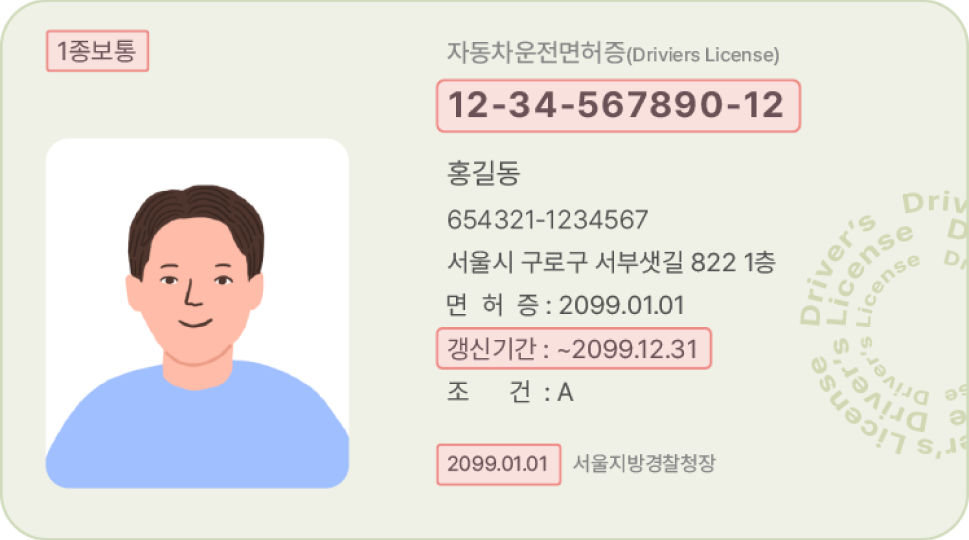 1종보통
자동차운전면허증(Driviers License)
12-34-567890-12
홍길동
654321-1234567
서울시 구로구 서부샛길 822 1층
면 허 증 : 2099.01.01
갱신기간 : ~2099.12.31
조 건 : A
2099.01.01 서울지방경찰청장
Driver's License
Driver's License
Driver's License